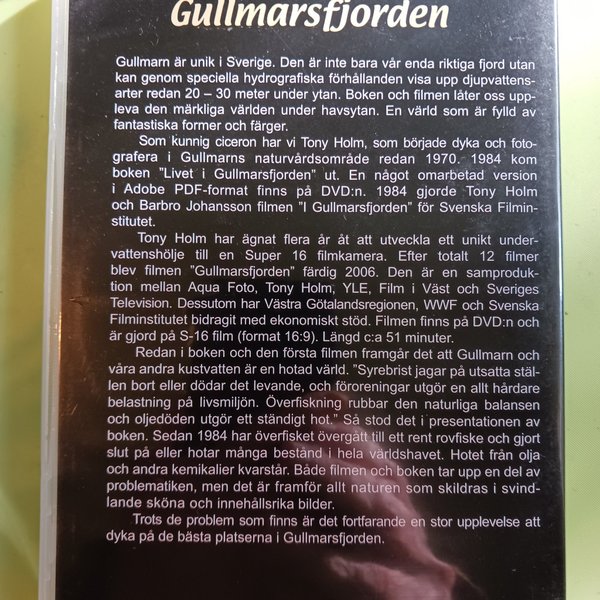 Gullmarsfjorden
Gullmarn är unik i Sverige. Den är inte bara vår enda riktiga fjord utan
kan genom speciella hydrografiska förhållanden visa upp djupvattens-
arter redan 20 – 30 meter under ytan. Boken och filmen låter oss upp-
leva den märkliga världen under havsytan. En värld som är fylld av
fantastiska former och färger.
Som kunnig ciceron har vi Tony Holm, som började dyka och foto-
grafera i Gullmarns naturvårdsområde redan 1970. 1984 kom
boken "Livet i Gullmarsfjorden" ut. En något omarbetad version
i Adobe PDF-format finns på DVD:n. 1984 gjorde Tony Holm
och Barbro Johansson filmen "I Gullmarsfjorden" för Svenska Filmin-
stitutet.
Tony Holm har ägnat flera år åt att utveckla ett unikt under-
vattenshölje till en Super 16 filmkamera. Efter totalt 12 filmer
blev filmen "Gullmarsfjorden" färdig 2006. Den är en samproduk-
tion mellan Aqua Foto, Tony Holm, YLE, Film i Väst och Sveriges
Television. Dessutom har Västra Götalandsregionen, WWF och Svenska
Filminstitutet bidragit med ekonomiskt stöd. Filmen finns på DVD:n och
är gjord på S-16 film (format 16:9). Längd c:a 51 minuter.
Redan i boken och den första filmen framgår det att Gullmarn och
våra andra kustvatten är en hotad värld. "Syrebrist jagar på utsatta stäl-
len bort eller dödar det levande, och föroreningar utgör en allt hårdare
belastning på livsmiljön. Överfiskning rubbar den naturliga balansen
och oljedöden utgör ett ständigt hot." Så stod det i presentationen av
boken. Sedan 1984 har överfisket övergått till ett rent rovfiske och gjort
slut på eller hotar många bestånd i hela världshavet. Hotet från olja
och andra kemikalier kvarstår. Både filmen och boken tar upp en del av
problematiken, men det är framför allt naturen som skildras i svind-
lande sköna och innehållsrika bilder.
Trots de problem som finns är det fortfarande en stor upplevelse att
dyka på de bästa platserna i Gullmarsfjorden.